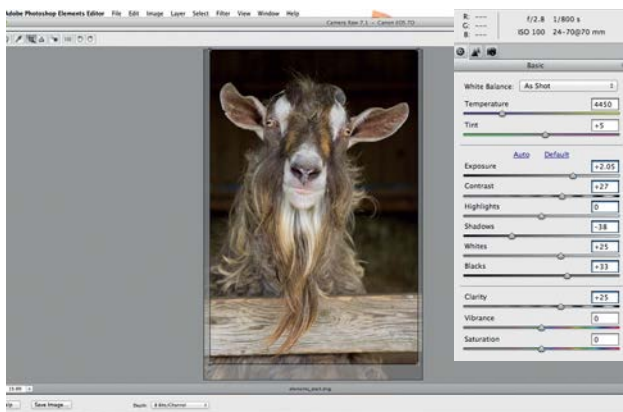 Adobe Photoshop Elements Editor File Edit Image Layer Select Filter View Window Help
Camera Raw 7.1 – Canon EOS 7D
R: ---
G: ---
B: ---
f/2.8 1/800 s
ISO 100 24-70@70 mm
Basic
White Balance: As Shot
Temperature 4450
Tint +5
Auto Default
Exposure +2.05
Contrast +27
Highlights 0
Shadows -38
Whites +25
Blacks +33
Clarity +25
Vibrance 0
Saturation 0
Save Image...
Depth: 8 Bits/Channel